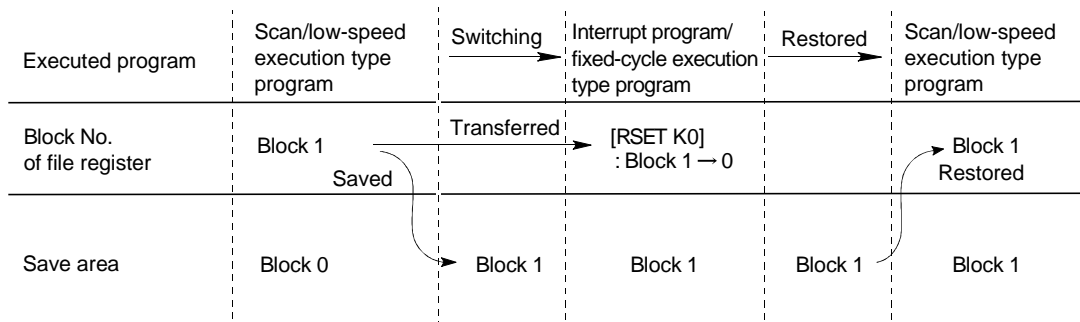 Executed program
Scan/low-speed
execution type
program
Switching
Interrupt program/
fixed-cycle execution
type program
Restored
Scan/low-speed
execution type
program
Block No.
of file register
Block 1
Transferred
Saved
[RSET K0]
: Block 1 → 0
Block 1
Restored
Save area
Block 0
Block 1
Block 1
Block 1
Block 1